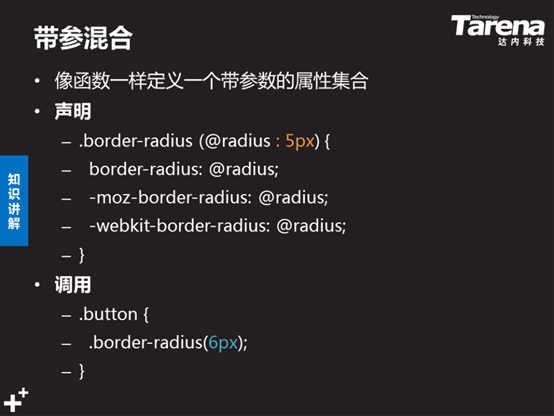 带参混合
Technology
Tarena
达内科技
• 像函数一样定义一个带参数的属性集合
• 声明
– .border-radius (@radius : 5px) {
– border-radius: @radius;
– -moz-border-radius: @radius;
– -webkit-border-radius: @radius;
– }
• 调用
– .button {
– .border-radius(6px);
– }
知识讲解